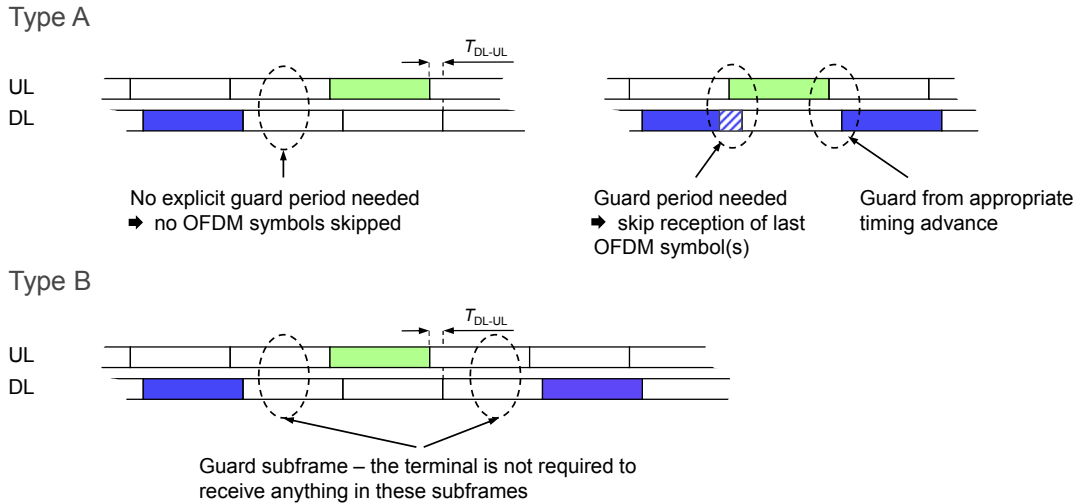 Type A
T_DL-UL
UL
DL
No explicit guard period needed
➡ no OFDM symbols skipped
Guard period needed
➡ skip reception of last
OFDM symbol(s)
Guard from appropriate
timing advance
Type B
T_DL-UL
UL
DL
Guard subframe – the terminal is not required to
receive anything in these subframes